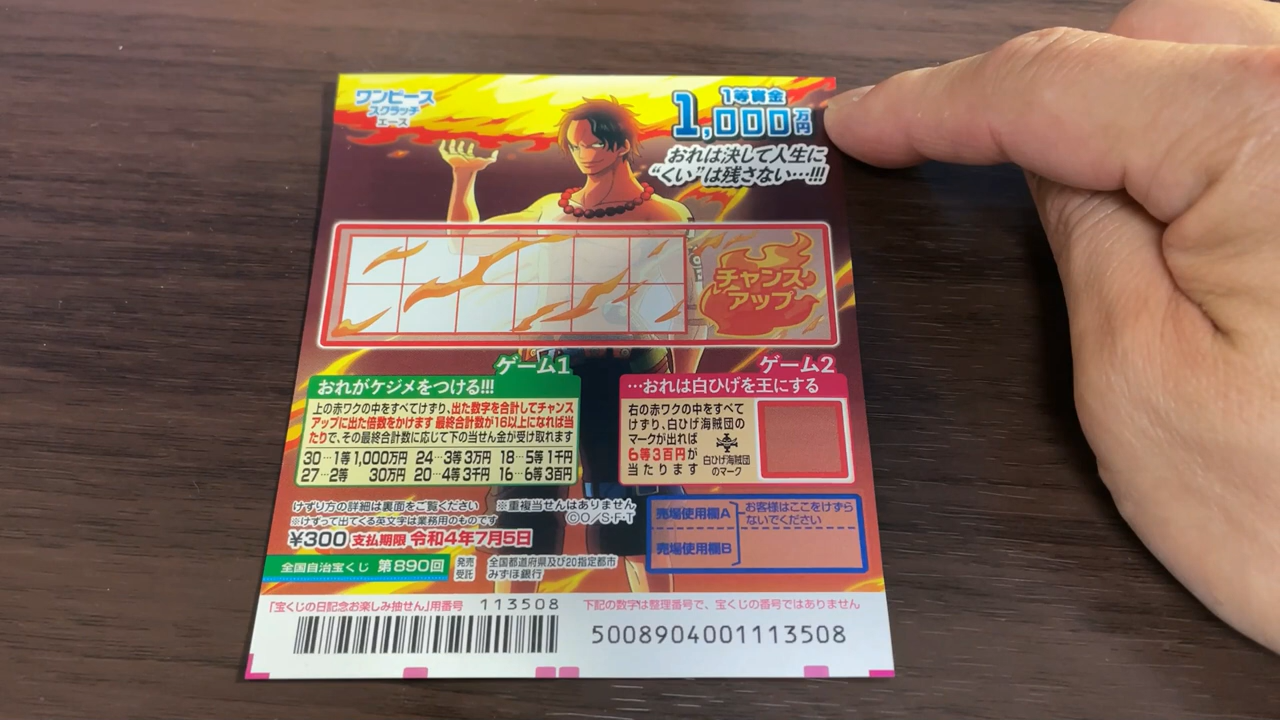 ワンピース
スクラッチ
エース
1等賞金
1,000万円
おれは決して人生に
“くい”は残さない…!!!
チャンス
アップ
ゲーム1
おれがケジメをつける!!!
上の赤ワクの中をすべてけずり、出た数字を合計してチャンス
アップに出た倍数をかけます 最終合計数が16以上になれば当
たりで、その最終合計数に応じて下の当せん金が受け取れます
30…1等1,000万円 24…3等3万円 18…5等1千円
27…2等 30万円 20…4等3千円 16…6等3百円
ゲーム2
…おれは白ひげを王にする
右の赤ワクの中をすべて
けずり、白ひげ海賊団の
マークが出れば
6等3百円が
当たります
白ひげ海賊団
のマーク
けずり方の詳細は裏面をご覧ください ※重複当せんはありません
※けずって出てくる英文字は業務用のものです ©O/S・F・T
¥300 支払期限 令和4年7月5日
全国自治宝くじ 第890回
発売 全国都道府県及び20指定都市
受託 みずほ銀行
売場使用欄A
お客様はここをけずら
ないでください
売場使用欄B
「宝くじの日記念お楽しみ抽せん」用番号 113508
下記の数字は整理番号で、宝くじの番号ではありません
5008904001113508